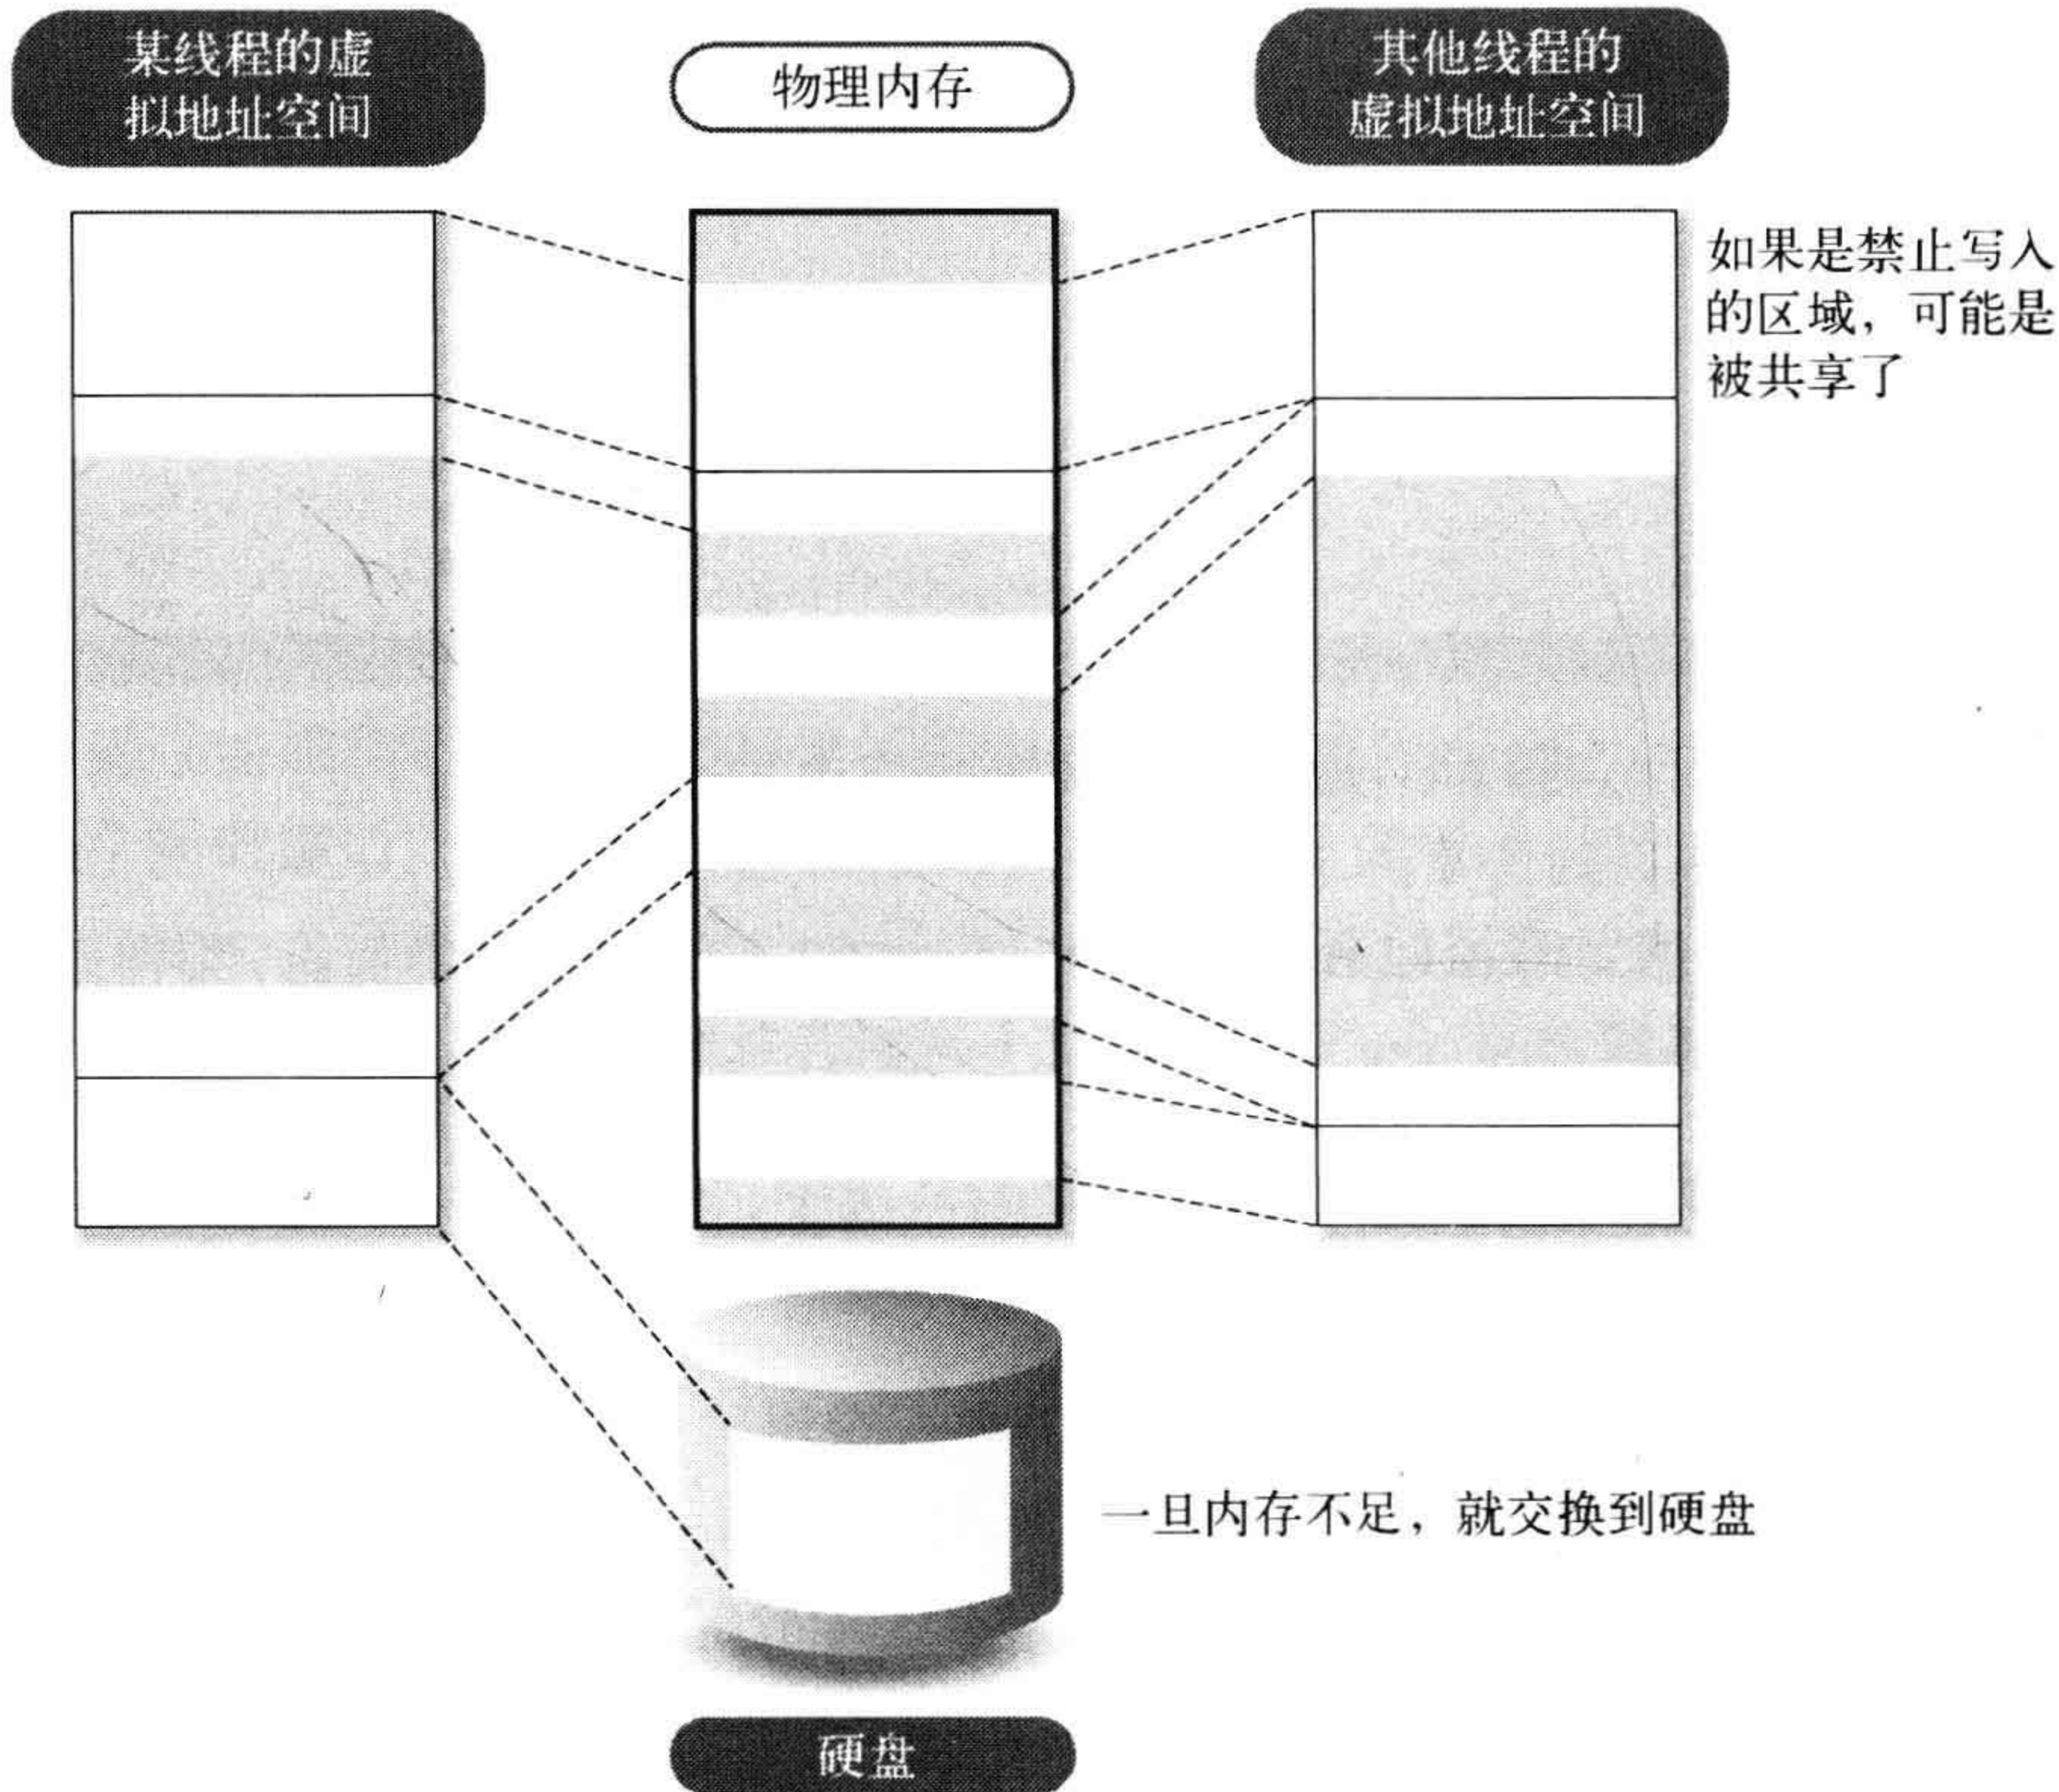 某线程的虚
拟地址空间
物理内存
其他线程的
虚拟地址空间
如果是禁止写入
的区域，可能是
被共享了
一旦内存不足，就交换到硬盘
硬盘